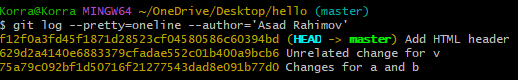 Korra@Korra MINGW64 ~/OneDrive/Desktop/hello (master)
$ git log --pretty=oneline --author='Asad Rahimov'
f12f0a3fd45f1871d28523cf04580586c60394bd (HEAD -> master) Add HTML header
629d2a4140e6883379cfadae552c01b400a9bcb6 Unrelated change for v
75a79c092bf1d50716f21277543dad8e091b77d0 Changes for a and b